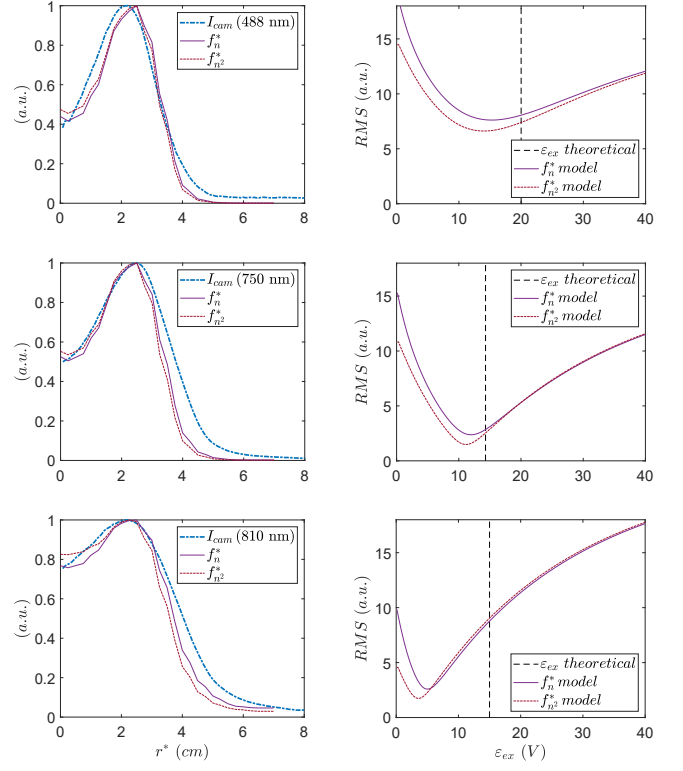 I_cam (488 nm)
f_n^*
f_{n^2}^*
(a.u.)
1
0.8
0.6
0.4
0.2
0
0 2 4 6 8
ε_ex theoretical
f_n^* model
f_{n^2}^* model
RMS (a.u.)
15
10
5
0
0 10 20 30 40
I_cam (750 nm)
f_n^*
f_{n^2}^*
(a.u.)
1
0.8
0.6
0.4
0.2
0
0 2 4 6 8
ε_ex theoretical
f_n^* model
f_{n^2}^* model
RMS (a.u.)
15
10
5
0
0 10 20 30 40
I_cam (810 nm)
f_n^*
f_{n^2}^*
(a.u.)
1
0.8
0.6
0.4
0.2
0
0 2 4 6 8
r* (cm)
RMS (a.u.)
15
10
5
0
ε_ex theoretical
f_n^* model
f_{n^2}^* model
0 10 20 30 40
ε_ex (V)